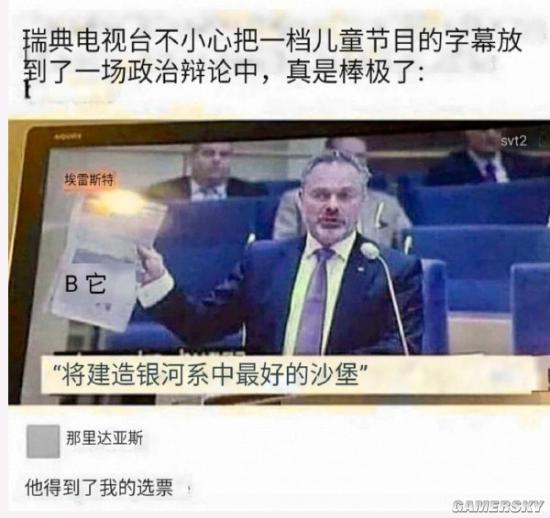 瑞典电视台不小心把一档儿童节目的字幕放
到了一场政治辩论中，真是棒极了:
svt2
埃雷斯特
B 它
“将建造银河系中最好的沙堡”
那里达亚斯
他得到了我的选票
GAMERSKY